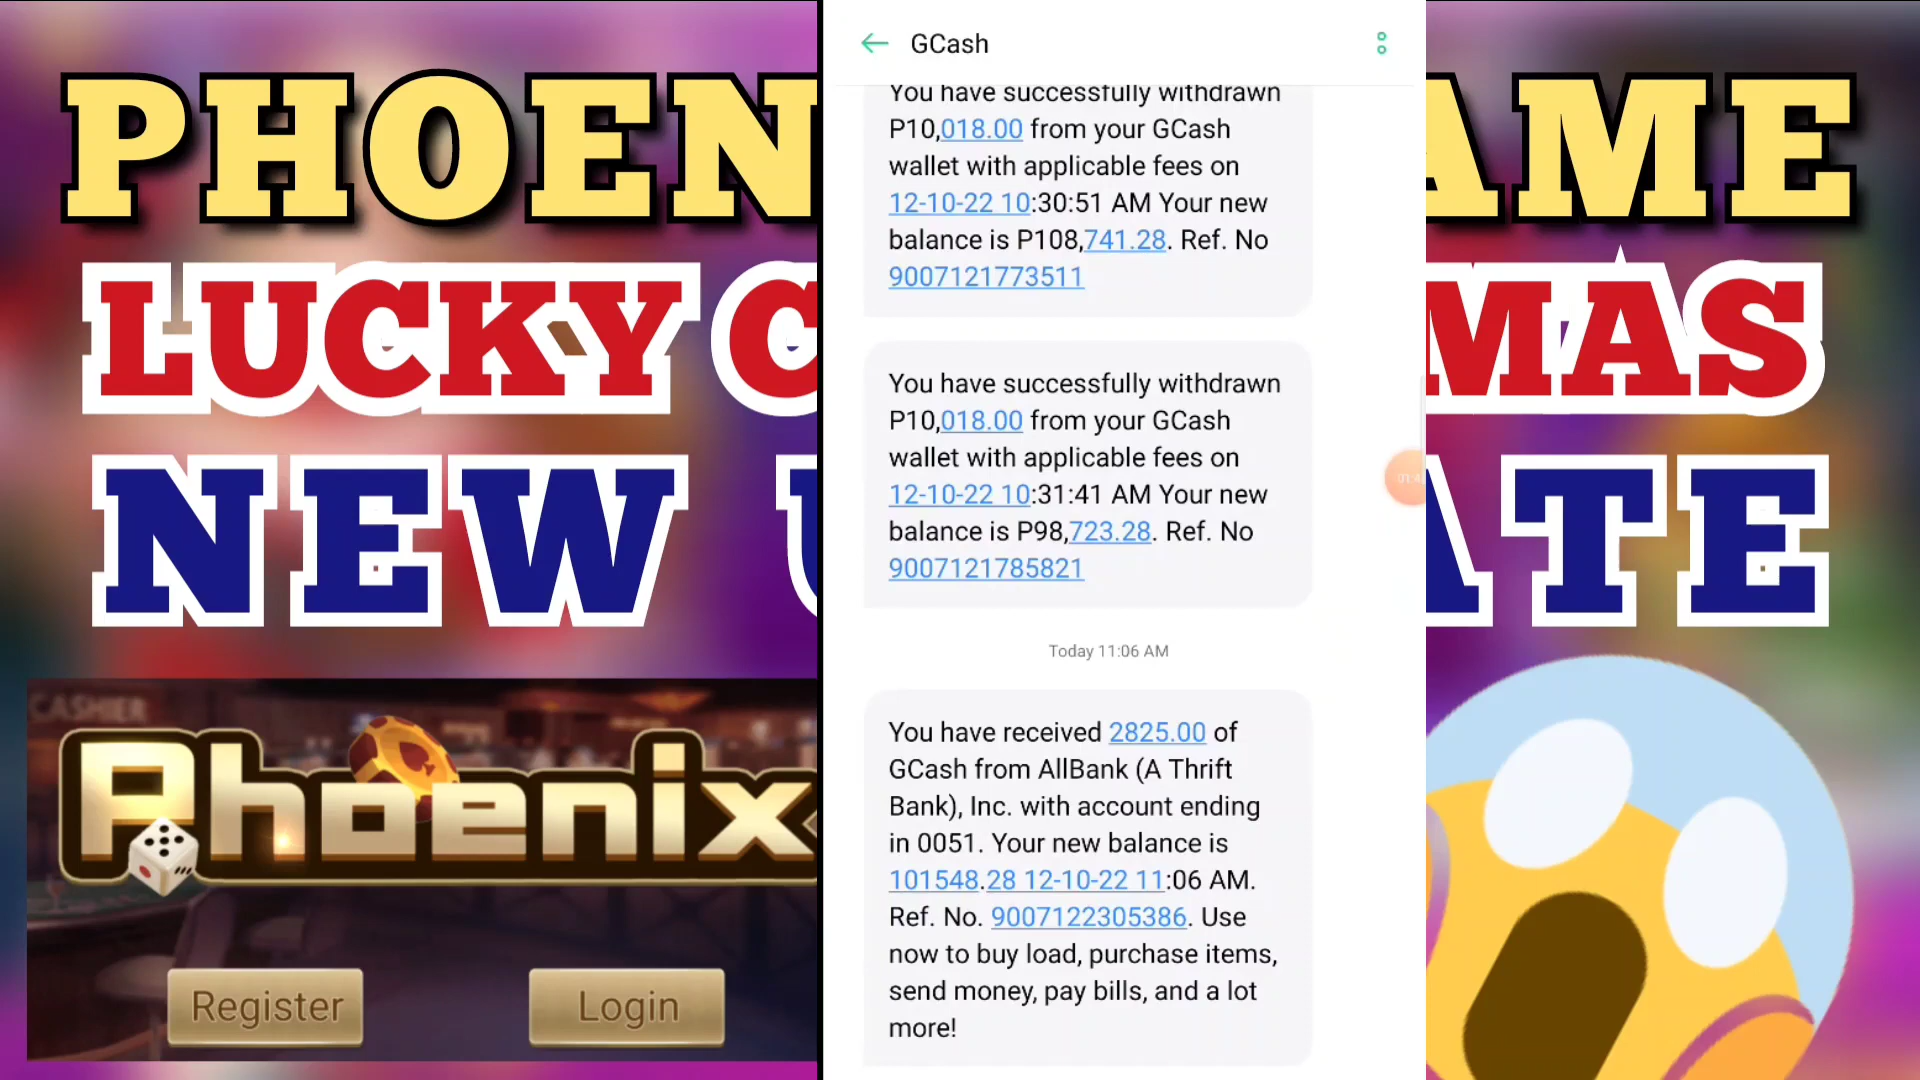 PHOEN
AME
LUCKY C
MAS
NEW U
ATE
CASHIER
Phoenix
Register
Login
GCash
You have successfully withdrawn
P10,018.00 from your GCash
wallet with applicable fees on
12-10-22 10:30:51 AM Your new
balance is P108,741.28. Ref. No
9007121773511
You have successfully withdrawn
P10,018.00 from your GCash
wallet with applicable fees on
12-10-22 10:31:41 AM Your new
balance is P98,723.28. Ref. No
9007121785821
Today 11:06 AM
You have received 2825.00 of
GCash from AllBank (A Thrift
Bank), Inc. with account ending
in 0051. Your new balance is
101548.28 12-10-22 11:06 AM.
Ref. No. 9007122305386. Use
now to buy load, purchase items,
send money, pay bills, and a lot
more!